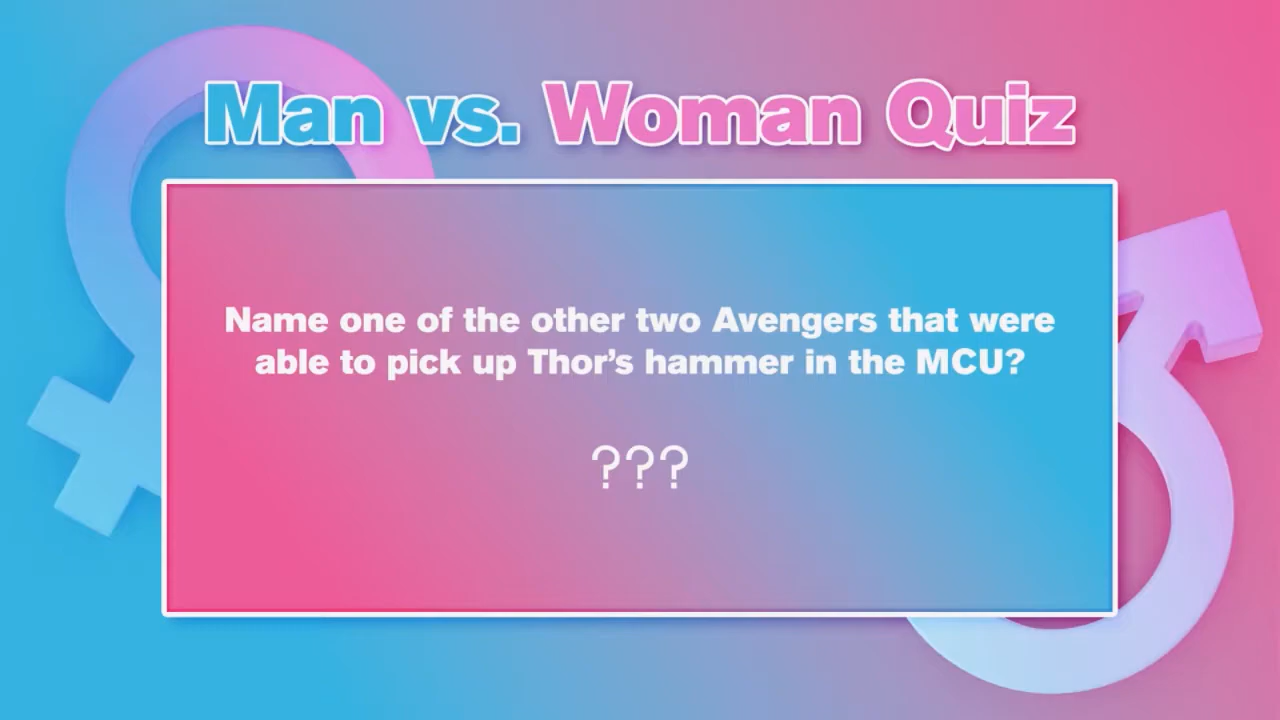 Man vs. Woman Quiz
Name one of the other two Avengers that were
able to pick up Thor’s hammer in the MCU?
???